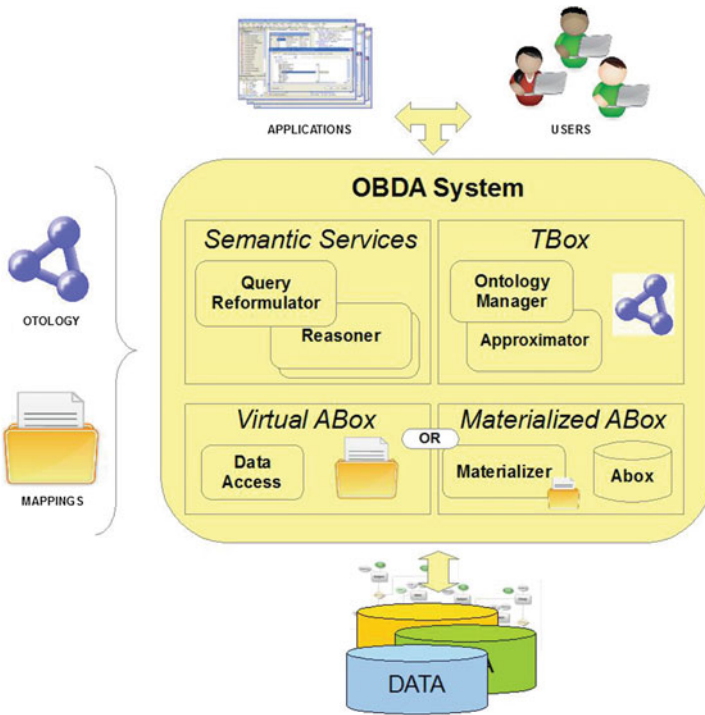 APPLICATIONS
USERS
OBDA System
Semantic Services
TBox
Query
Reformulator
Reasoner
Ontology
Manager
Approximator
OTOLOGY
MAPPINGS
Virtual ABox
OR
Materialized ABox
Data
Access
Materializer
Abox
DATA